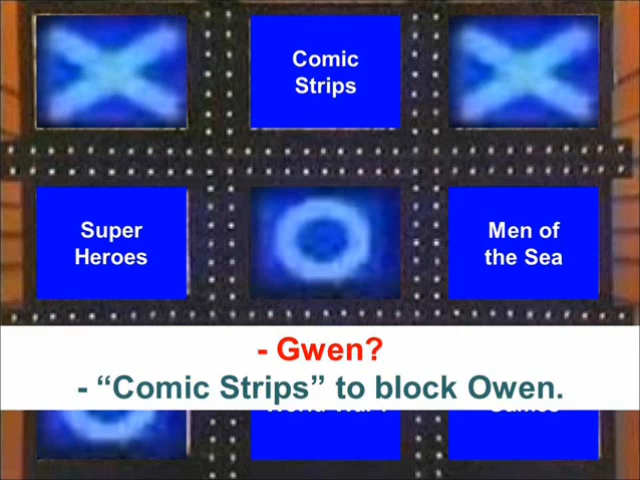 Comic
Strips
Super
Heroes
Men of
the Sea
- Gwen?
- “Comic Strips” to block Owen.